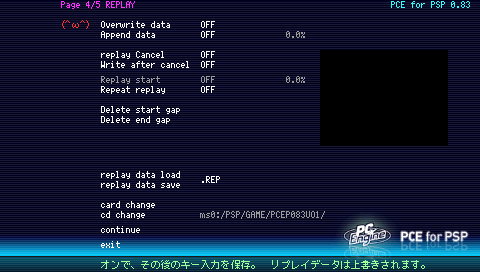 Page 4/5 REPLAY PCE for PSP 0.83
(^ω^) Overwrite data OFF
Append data OFF 0.0%
replay Cancel OFF
Write after cancel OFF
Replay start OFF 0.0%
Repeat replay OFF
Delete start gap
Delete end gap
replay data load
replay data save .REP
card change
cd change ms0:/PSP/GAME/PCEP083UO1/
continue
exit
PC Engine PCE for PSP
オンで、その後のキー入力を保存。 リプレイデータは上書きされます。